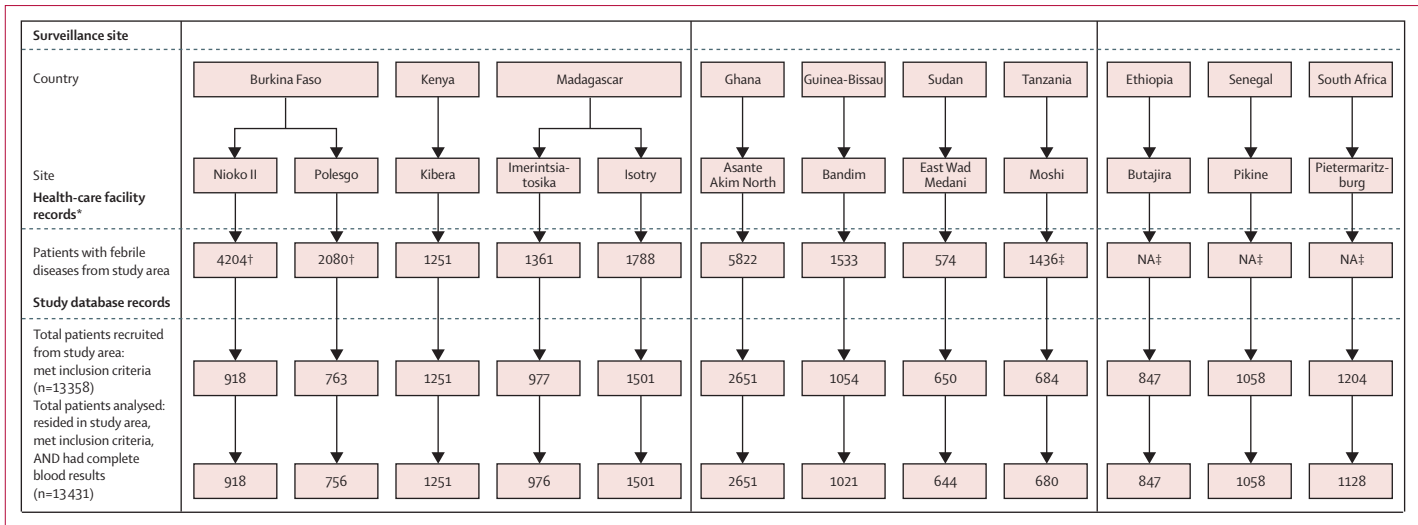 Surveillance site
Country
Burkina Faso
Kenya
Madagascar
Ghana
Guinea-Bissau
Sudan
Tanzania
Ethiopia
Senegal
South Africa
Site
Nioko II
Polesgo
Kibera
Imerintsia-
tosika
Isotry
Asante
Akim North
Bandim
East Wad
Medani
Moshi
Butajira
Pikine
Pietermaritz-
burg
Health-care facility
records*
Patients with febrile
diseases from study area
4204†
2080†
1251
1361
1788
5822
1533
574
1436‡
NA‡
NA‡
NA‡
Study database records
Total patients recruited
from study area:
met inclusion criteria
(n=13 358)
918
763
1251
977
1501
2651
1054
650
684
847
1058
1204
Total patients analysed:
resided in study area,
met inclusion criteria,
AND had complete
blood results
(n=13 431)
918
756
1251
976
1501
2651
1021
644
680
847
1058
1128